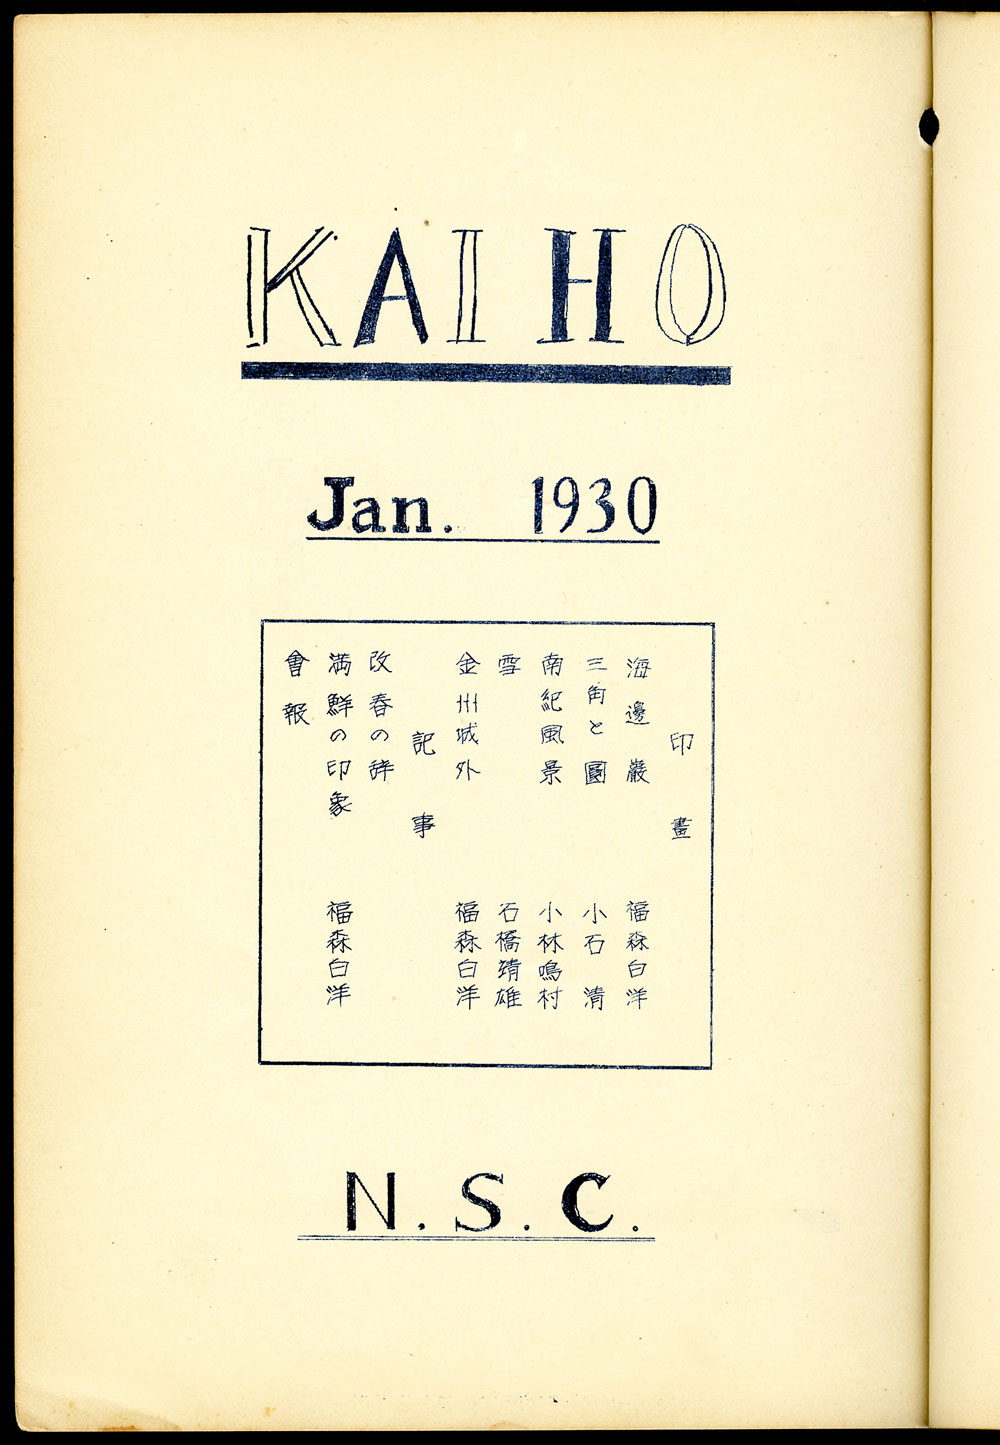 KAIHO
Jan. 1930
印畫
海邊巌 福森白洋
三角と圓 小石清
南紀風景 小林鳴村
雪 石橋靖雄
金州城外 福森白洋
記事
改春の辞
満鮮の印象 福森白洋
會報
N.S.C.